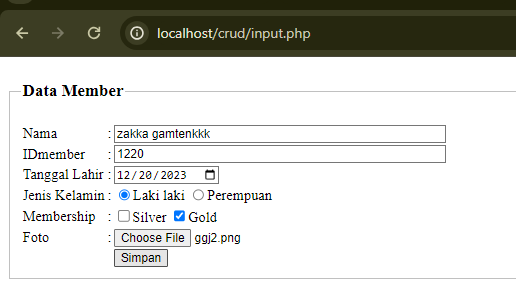 localhost/crud/input.php
Data Member
Nama : zakka gamtenkkk
IDmember : 1220
Tanggal Lahir : 12/20/2023
Jenis Kelamin : Laki laki Perempuan
Membership : Silver Gold
Foto : Choose File ggj2.png
Simpan